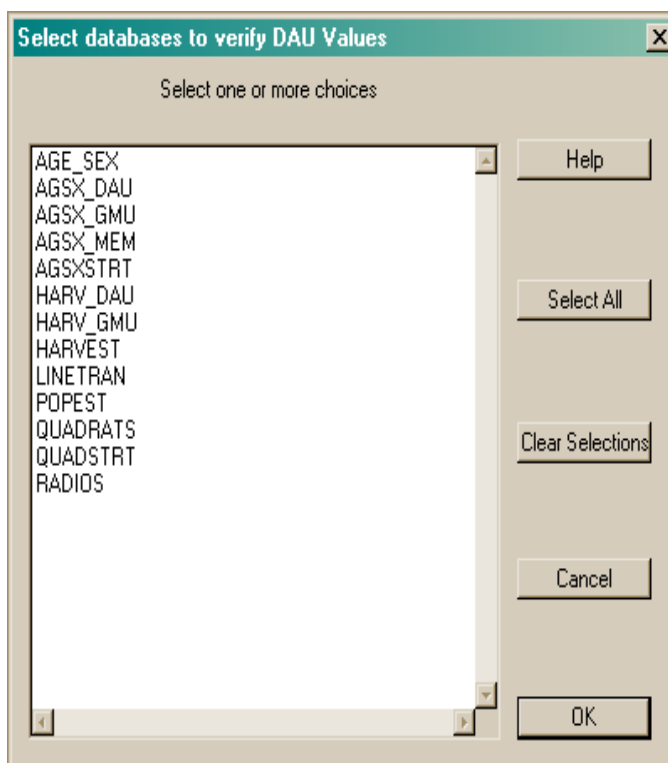 Select databases to verify DAU Values
Select one or more choices
AGE_SEX
AGSX_DAU
AGSX_GMU
AGSX_MEM
AGSXSTRT
HARV_DAU
HARV_GMU
HARVEST
LINETRAN
POPEST
QUADRATS
QUADSTRT
RADIOS
Help
Select All
Clear Selections
Cancel
OK